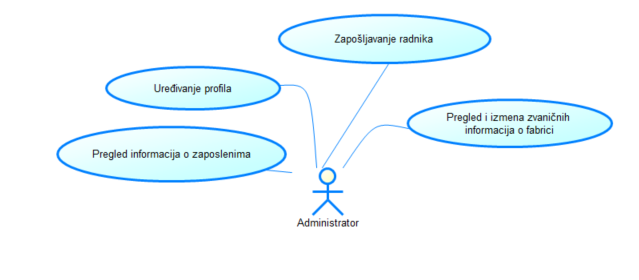 Zapošljavanje radnika
Uređivanje profila
Pregled i izmena zvaničnih
informacija o fabrici
Pregled informacija o zaposlenima
Administrator